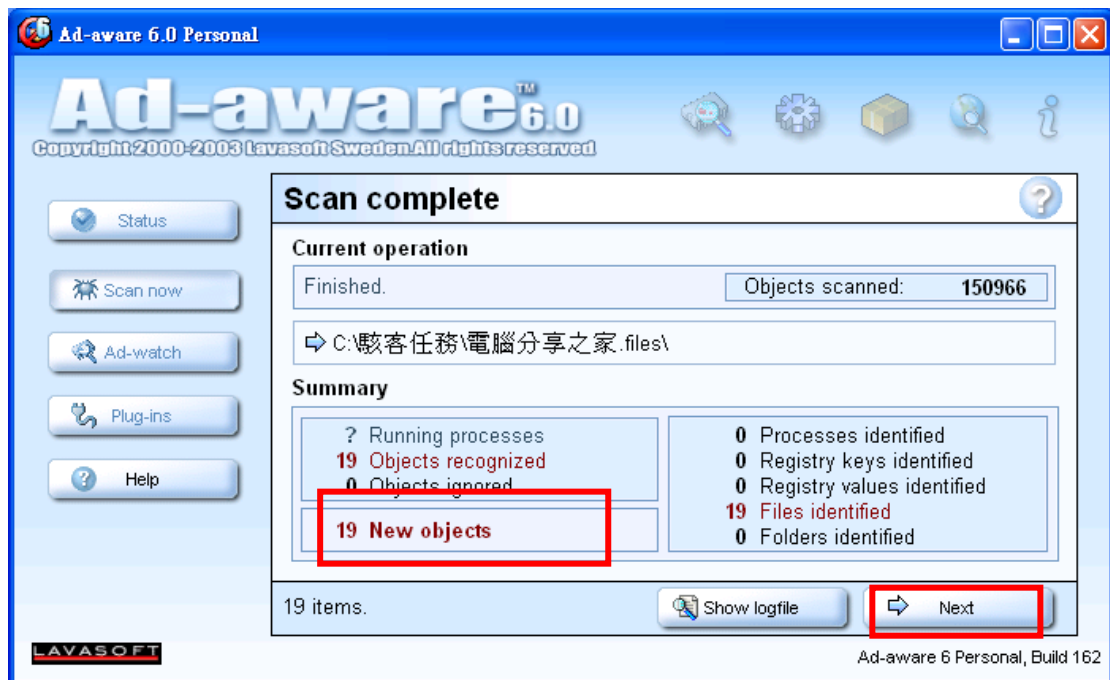 Ad-aware 6.0 Personal
Ad-aware™ 6.0
Copyright 2000-2003 Lavasoft Sweden. All rights reserved
Status
Scan now
Ad-watch
Plug-ins
Help
Scan complete
?
Current operation
Finished.
Objects scanned: 150966
C:\駭客任務\電腦分享之家.files\
Summary
? Running processes
19 Objects recognized
0 Objects ignored
19 New objects
0 Processes identified
0 Registry keys identified
0 Registry values identified
19 Files identified
0 Folders identified
19 items.
Show logfile
Next
LAVASOFT
Ad-aware 6 Personal, Build 162